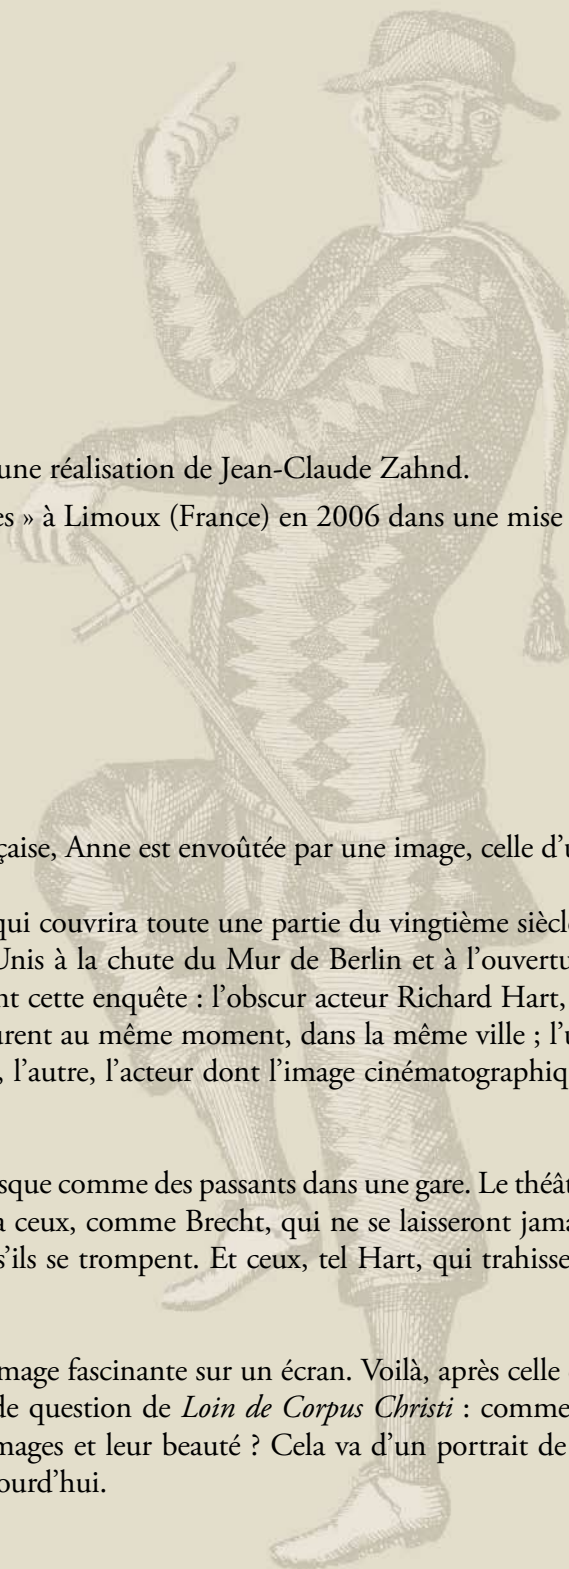 une réalisation de Jean-Claude Zahnd.
es » à Limoux (France) en 2006 dans une mise
çaise, Anne est envoûtée par une image, celle d’u
qui couvrira toute une partie du vingtième siècle
Unis à la chute du Mur de Berlin et à l’ouvertu
nt cette enquête : l’obscur acteur Richard Hart,
urent au même moment, dans la même ville ; l’u
, l’autre, l’acteur dont l’image cinématographiq
sque comme des passants dans une gare. Le théât
a ceux, comme Brecht, qui ne se laisseront jama
s’ils se trompent. Et ceux, tel Hart, qui trahisse
mage fascinante sur un écran. Voilà, après celle
de question de Loin de Corpus Christi : comme
mages et leur beauté ? Cela va d’un portrait de
ourd’hui.